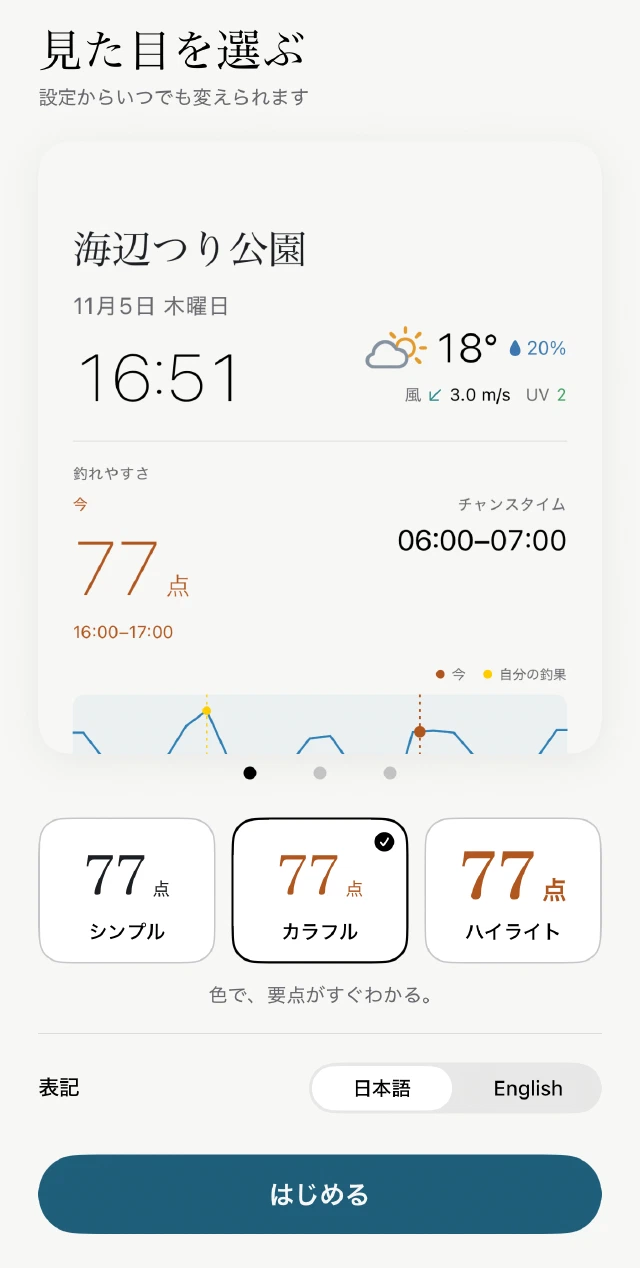 見た目を選ぶ
設定からいつでも変えられます
海辺つり公園
11月5日 木曜日
16:51
18° 20%
風 3.0 m/s UV 2
釣れやすさ
今
チャンスタイム
77点
06:00–07:00
16:00–17:00
今 自分の釣果
77点
シンプル
77点
カラフル
77点
ハイライト
色で、要点がすぐわかる。
表記
日本語
English
はじめる